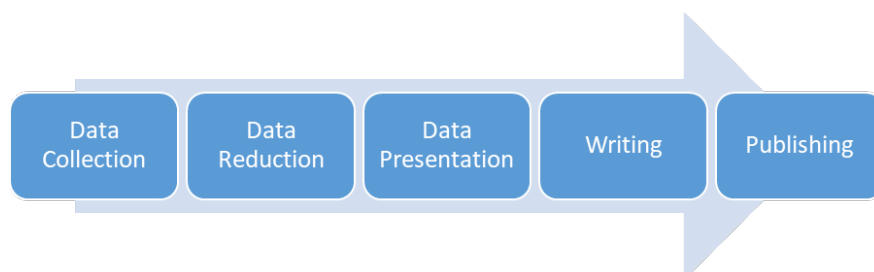 Data
Collection
Data
Reduction
Data
Presentation
Writing
Publishing